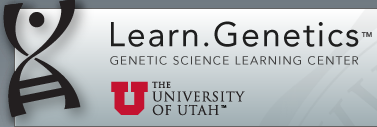 Learn.Genetics™
GENETIC SCIENCE LEARNING CENTER
U THE
UNIVERSITY
OF UTAH™